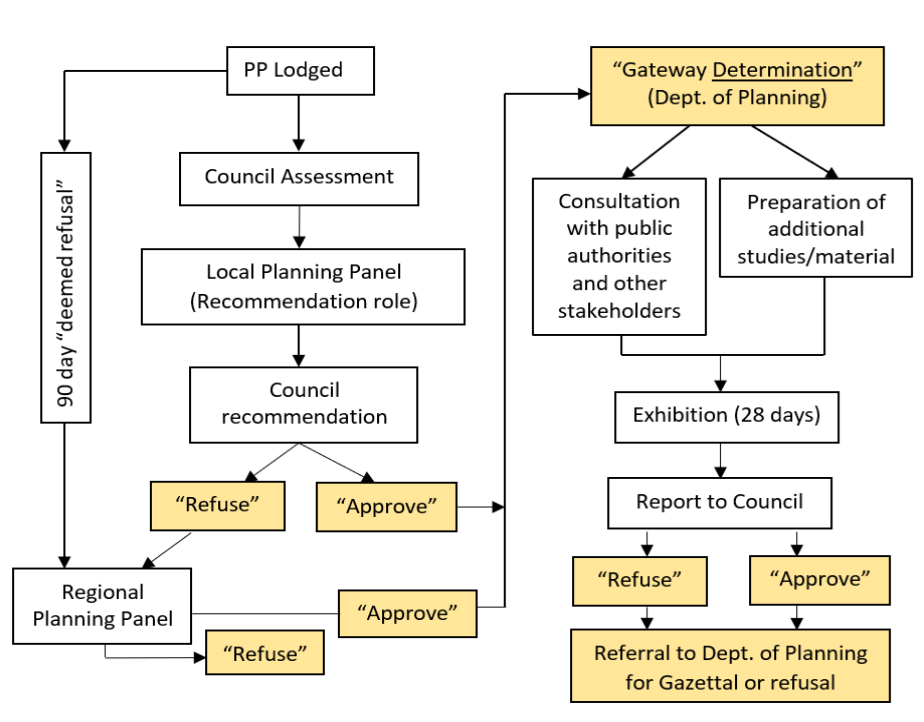 PP Lodged
90 day “deemed refusal”
Council Assessment
Local Planning Panel
(Recommendation role)
Council
recommendation
“Refuse”
“Approve”
Regional
Planning Panel
“Approve”
“Refuse”
“Gateway Determination”
(Dept. of Planning)
Consultation
with public
authorities
and other
stakeholders
Preparation of
additional
studies/material
Exhibition (28 days)
Report to Council
“Refuse”
“Approve”
Referral to Dept. of Planning
for Gazettal or refusal